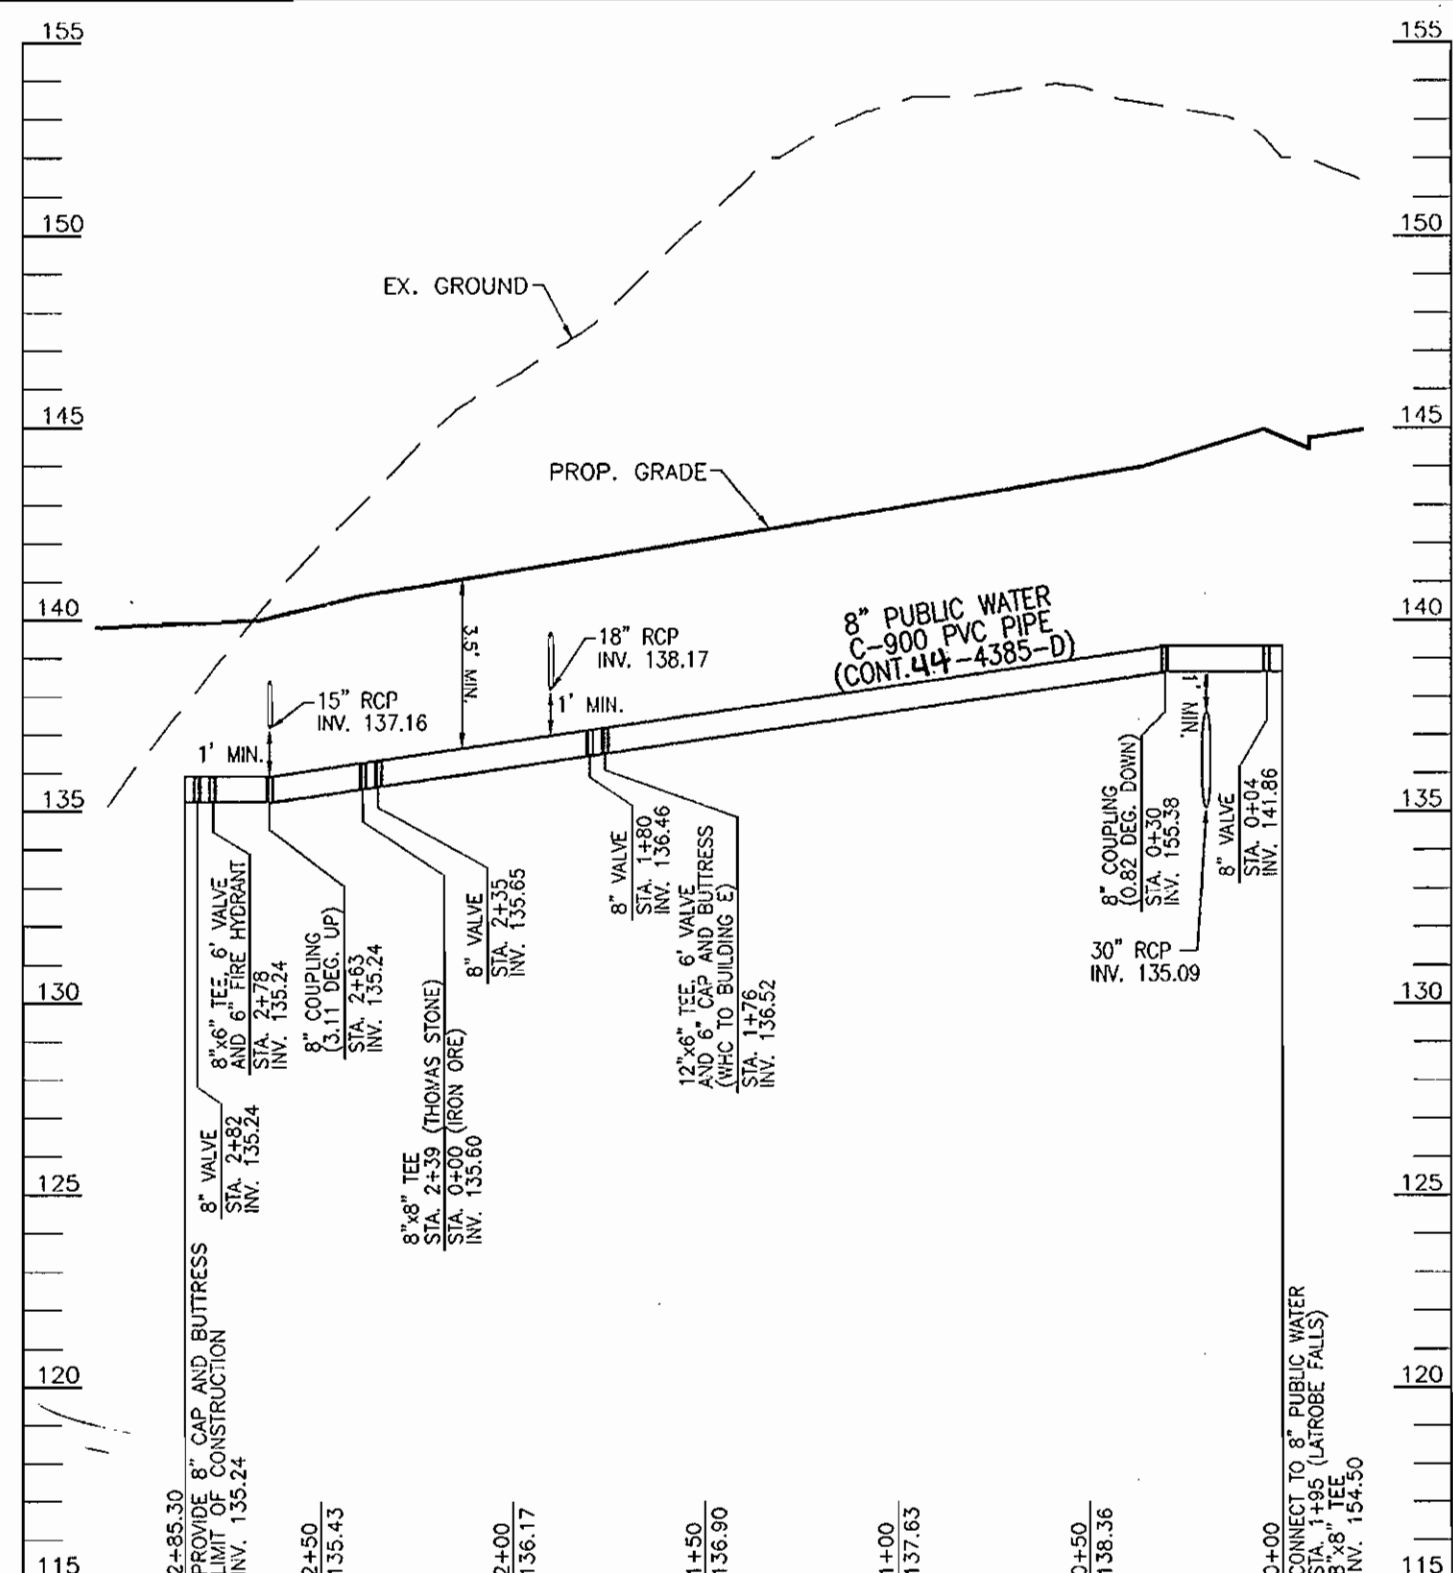 155
155
150
150
EX. GROUND
145
145
PROP. GRADE
140
140
3.5' MIN.
8" PUBLIC WATER
C-900 PVC PIPE
(CONT.44-4385-D)
18" RCP
INV. 138.17
1' MIN.
15" RCP
INV. 137.16
1' MIN.
1' MIN.
135
135
8" VALVE
STA. 2+82
INV. 135.24
8"x6" TEE, 6' VALVE
AND 6" FIRE HYDRANT
STA. 2+78
INV. 135.24
8" COUPLING
(3.11 DEG. UP)
STA. 2+63
INV. 135.24
8"x8" TEE
STA. 2+39 (THOMAS STONE)
STA. 0+00 (IRON ORE)
INV. 135.60
8" VALVE
STA. 2+35
INV. 135.65
8" VALVE
STA. 1+80
INV. 136.46
12"x6" TEE, 6' VALVE
AND 6" CAP AND BUTTRESS
(WHC TO BUILDING E)
STA. 1+76
INV. 136.52
8" COUPLING
(0.82 DEG. DOWN)
STA. 0+30
INV. 155.38
30" RCP
INV. 135.09
8" VALVE
STA. 0+04
INV. 141.86
130
130
125
125
120
120
115
115
2+85.30
PROVIDE 8" CAP AND BUTTRESS
LIMIT OF CONSTRUCTION
INV. 135.24
2+50
135.43
2+00
136.17
1+50
136.90
1+00
137.63
0+50
138.36
0+00
CONNECT TO 8" PUBLIC WATER
STA. 1+95 (LATROBE FALLS)
8"x8" TEE
INV. 154.50